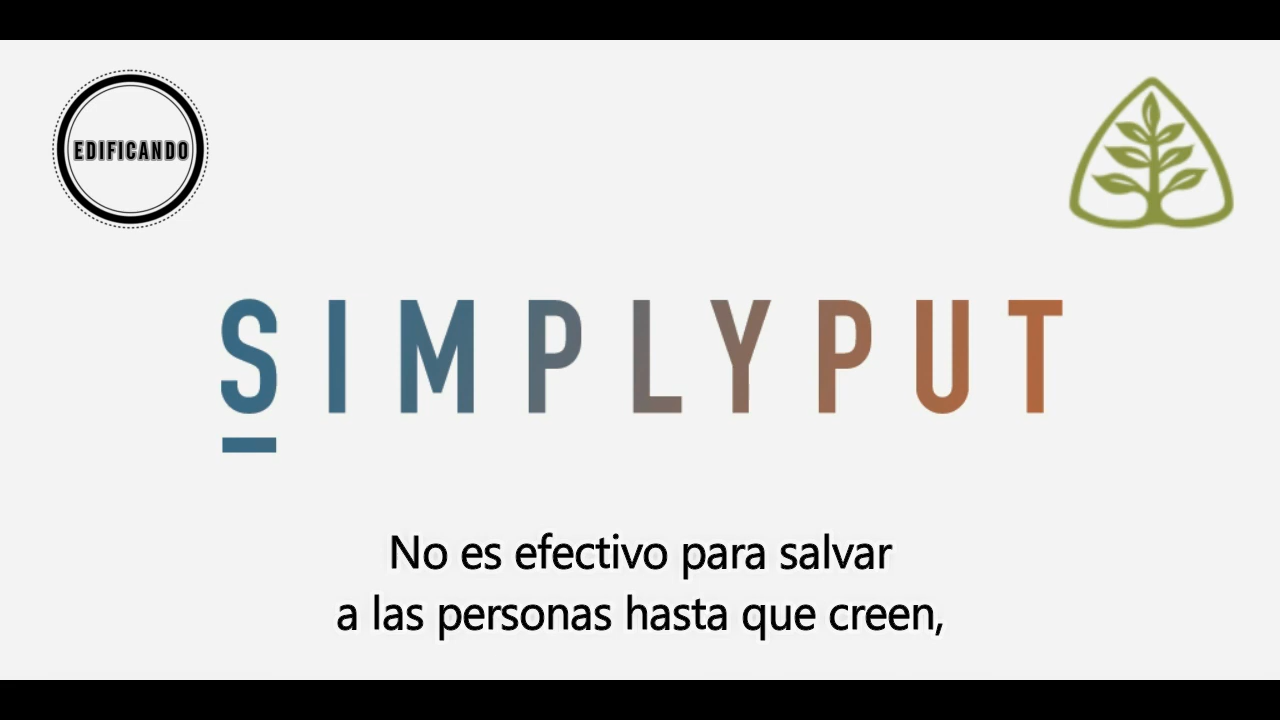 EDIFICANDO
SIMPLYPUT
No es efectivo para salvar
a las personas hasta que creen,